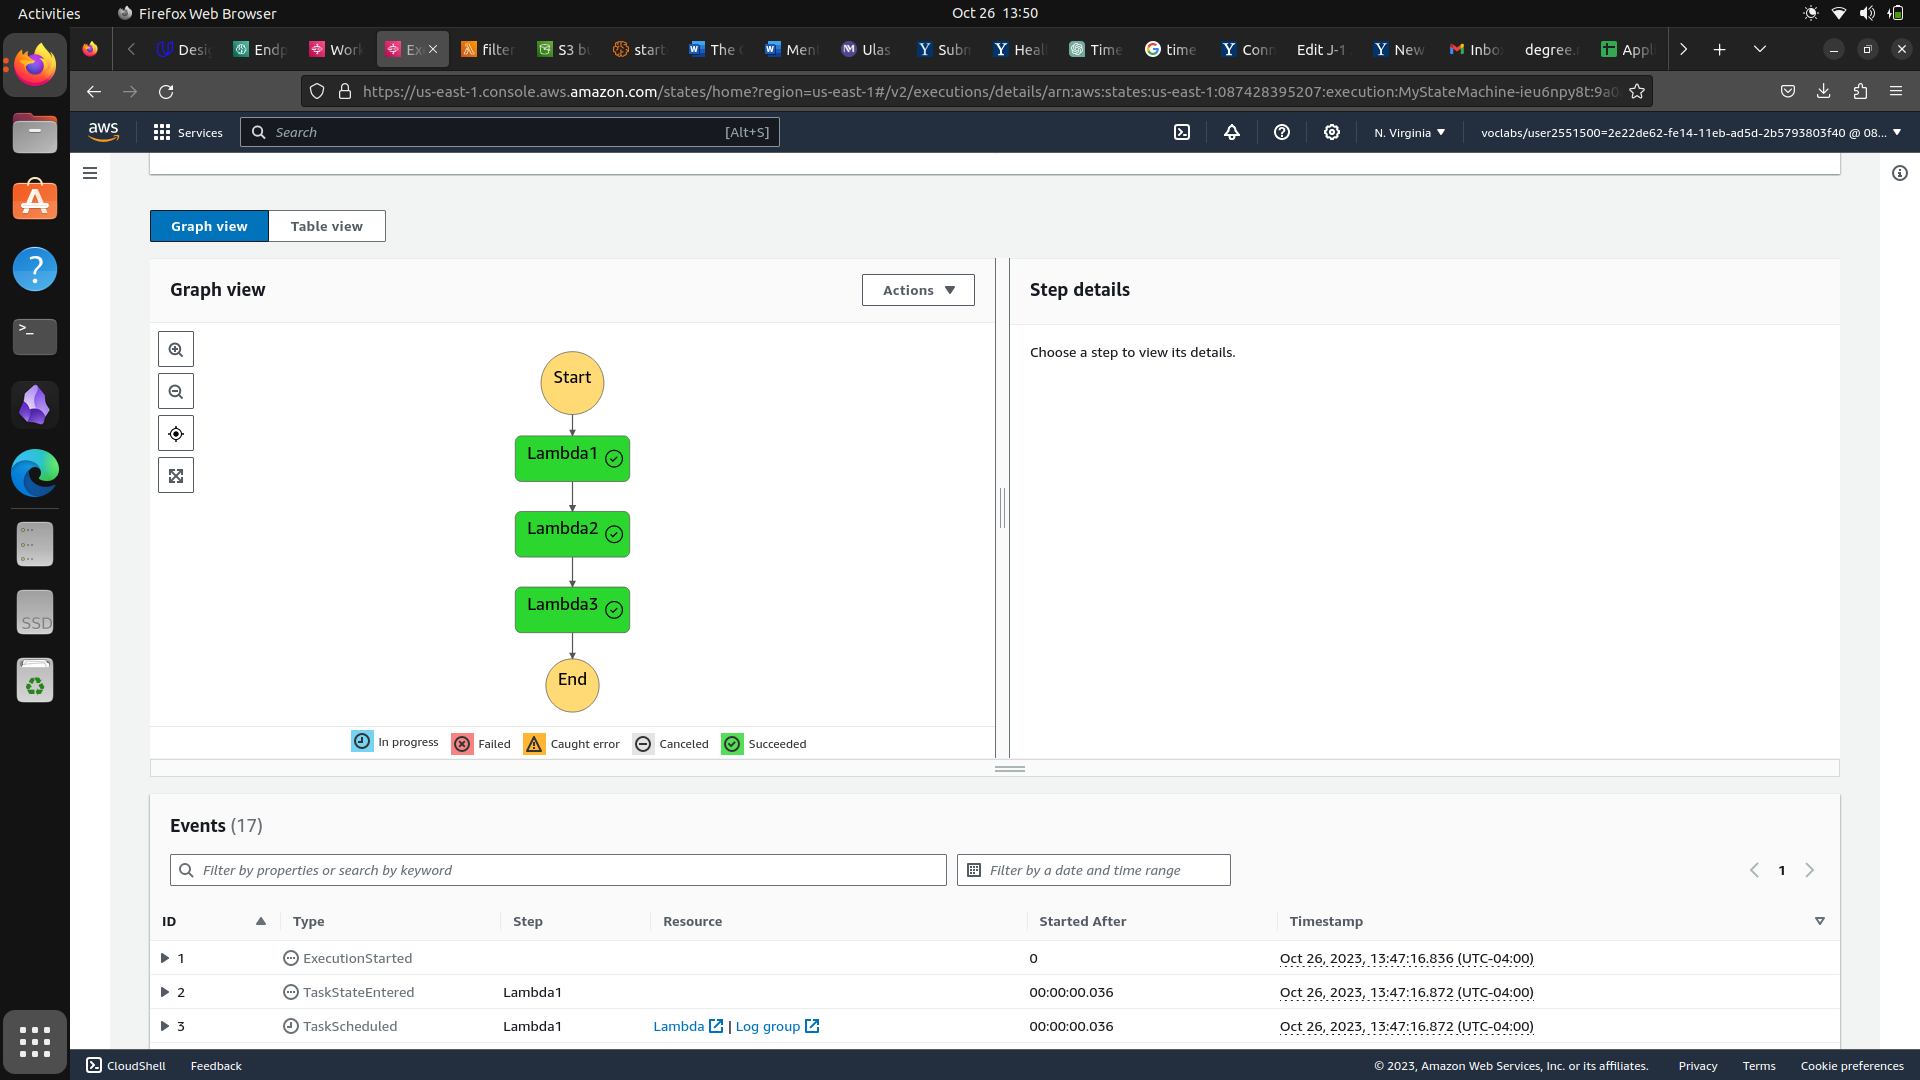 Activities Firefox Web Browser Oct 26 13:50
Desi Endp Wor Ex filter S3 bu start The Men Ulas Subm Heal Time time Conn Edit J-1 New Inbo degree. Appl
https://us-east-1.console.aws.amazon.com/states/home?region=us-east-1#/v2/executions/details/arn:aws:states:us-east-1:087428395207:execution:MyStateMachine-ieu6npy8t:9a0
aws Services Search [Alt+S] N. Virginia voclabs/user2551500=2e22de62-fe14-11eb-ad5d-2b5793803f40 @ 08...
Graph view Table view
Graph view Actions Step details
Choose a step to view its details.
Start
Lambda1
Lambda2
Lambda3
End
In progress Failed Caught error Canceled Succeeded
SSD
Events (17)
Filter by properties or search by keyword Filter by a date and time range 1
ID Type Step Resource Started After Timestamp
1 ExecutionStarted 0 Oct 26, 2023, 13:47:16.836 (UTC-04:00)
2 TaskStateEntered Lambda1 00:00:00.036 Oct 26, 2023, 13:47:16.872 (UTC-04:00)
3 TaskScheduled Lambda1 Lambda | Log group 00:00:00.036 Oct 26, 2023, 13:47:16.872 (UTC-04:00)
CloudShell Feedback © 2023, Amazon Web Services, Inc. or its affiliates. Privacy Terms Cookie preferences